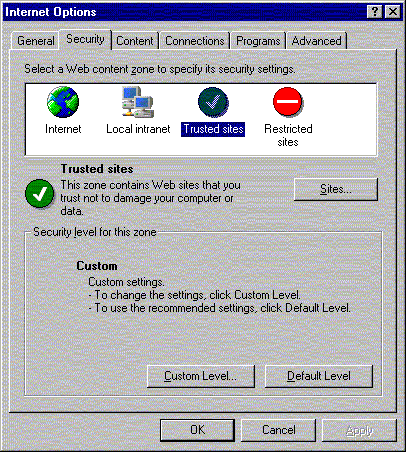 Internet Options
General Security Content Connections Programs Advanced
Select a Web content zone to specify its security settings.
Internet Local intranet Trusted sites Restricted
sites
Trusted sites
This zone contains Web sites that you
trust not to damage your computer or
data.
Sites...
Security level for this zone
Custom
Custom settings.
- To change the settings, click Custom Level.
- To use the recommended settings, click Default Level.
Custom Level... Default Level
OK Cancel Apply